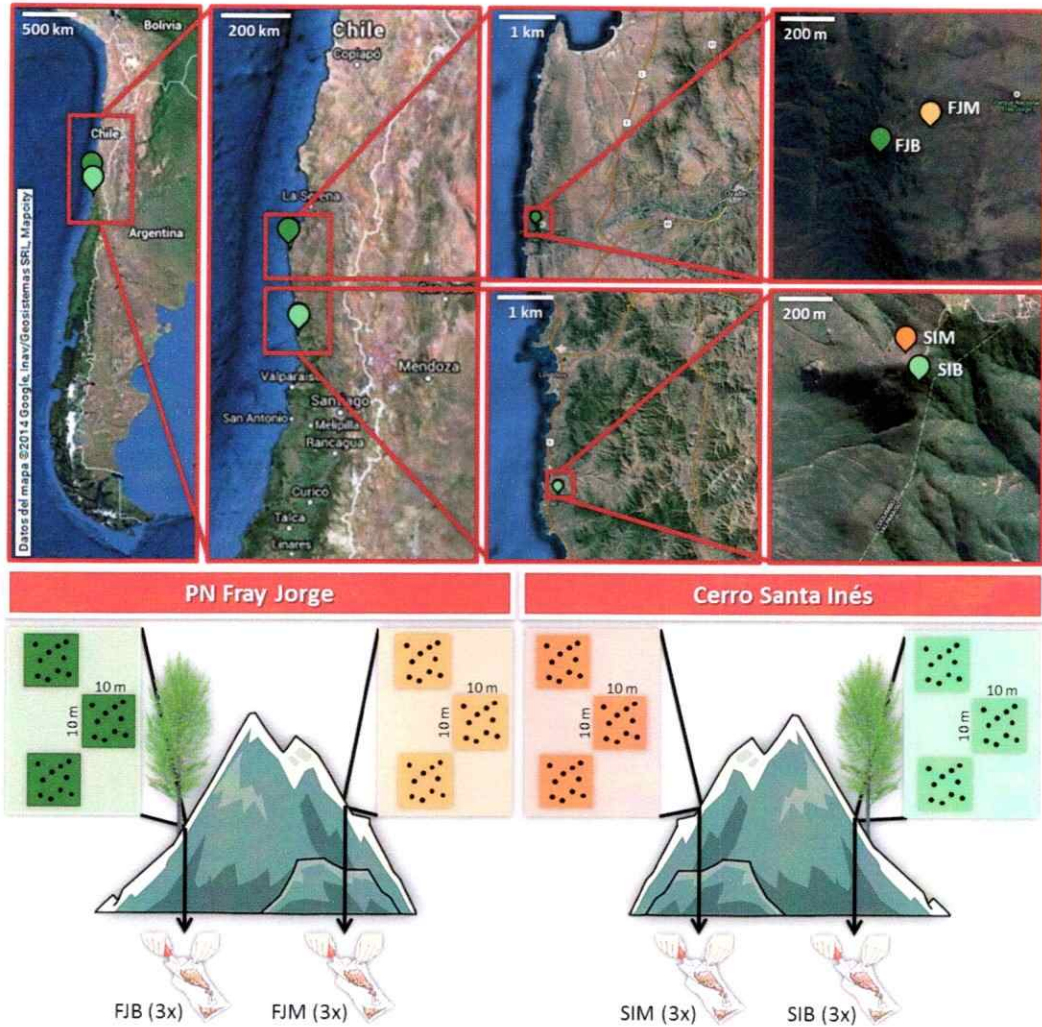 500 km
Bolivia
Chile
Argentina
Datos del mapa ©2014 Google, Inav/Geosistemas SRL, Mapcity
200 km
Chile
Copiapó
La Serena
Valparaíso
Mendoza
San Antonio
Santiago
Melipilla
Rancagua
Curicó
Talca
Linares
1 km
200 m
FJM
FJB
1 km
200 m
SIM
SIB
PN Fray Jorge
Cerro Santa Inés
10 m
10 m
10 m
10 m
10 m
10 m
10 m
10 m
FJB (3x)
FJM (3x)
SIM (3x)
SIB (3x)